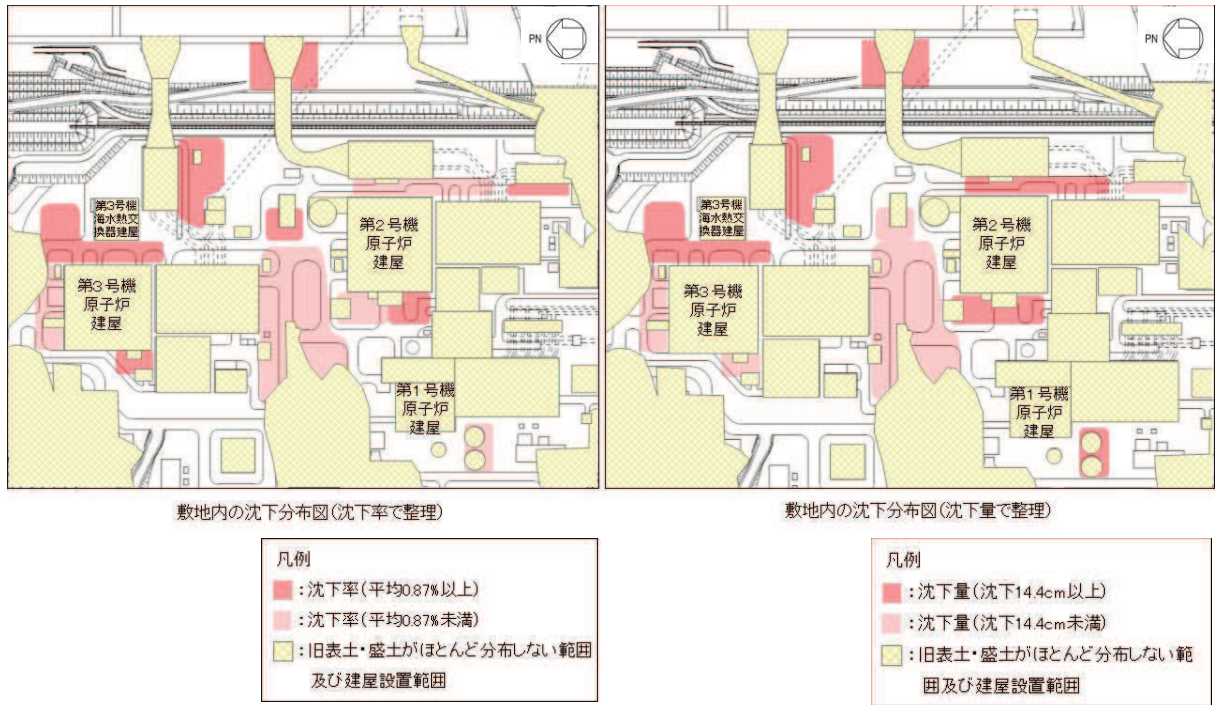 PN
第3号機
海水熱交
換器建屋
第2号機
原子炉
建屋
第3号機
原子炉
建屋
第1号機
原子炉
建屋
敷地内の沈下分布図(沈下率で整理)
凡例
:沈下率(平均0.87%以上)
:沈下率(平均0.87%未満)
:旧表土・盛土がほとんど分布しない範囲
及び建屋設置範囲
PN
第3号機
海水熱交
換器建屋
第2号機
原子炉
建屋
第3号機
原子炉
建屋
第1号機
原子炉
建屋
敷地内の沈下分布図(沈下量で整理)
凡例
:沈下量(沈下14.4cm以上)
:沈下量(沈下14.4cm未満)
:旧表土・盛土がほとんど分布しない範
囲及び建屋設置範囲